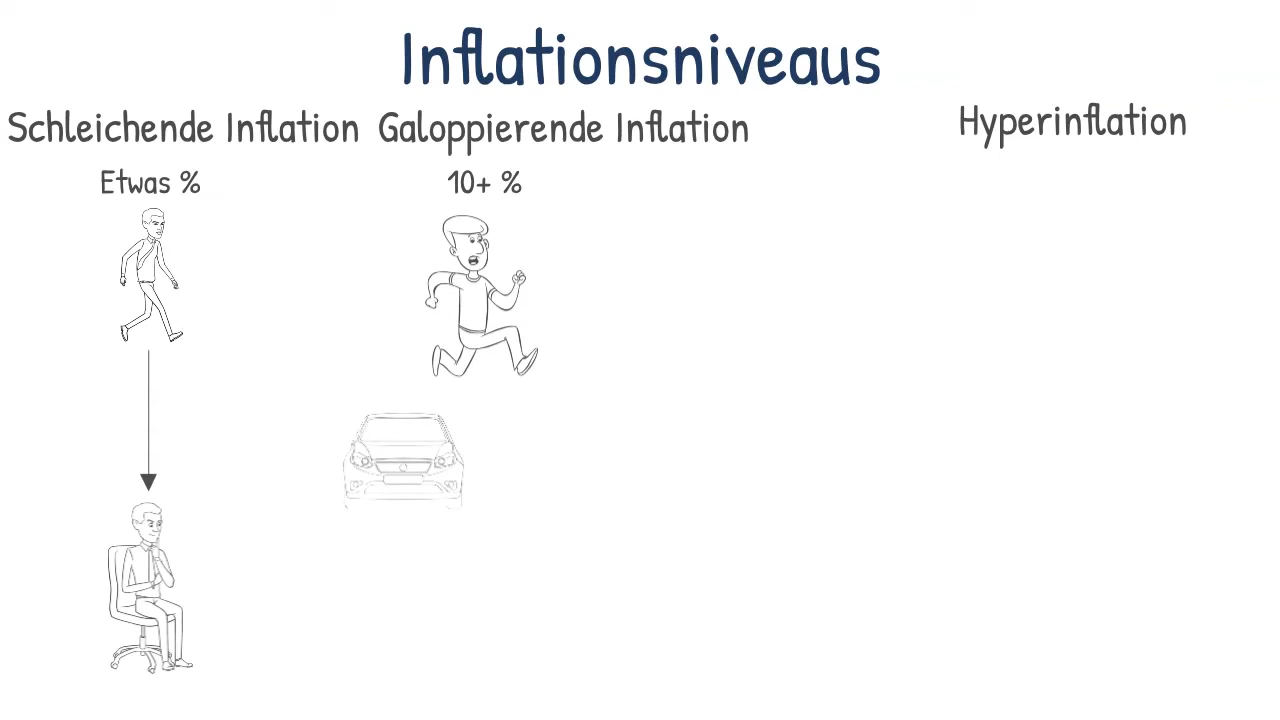 Inflationsniveaus
Schleichende Inflation
Galoppierende Inflation
Hyperinflation
Etwas %
10+ %